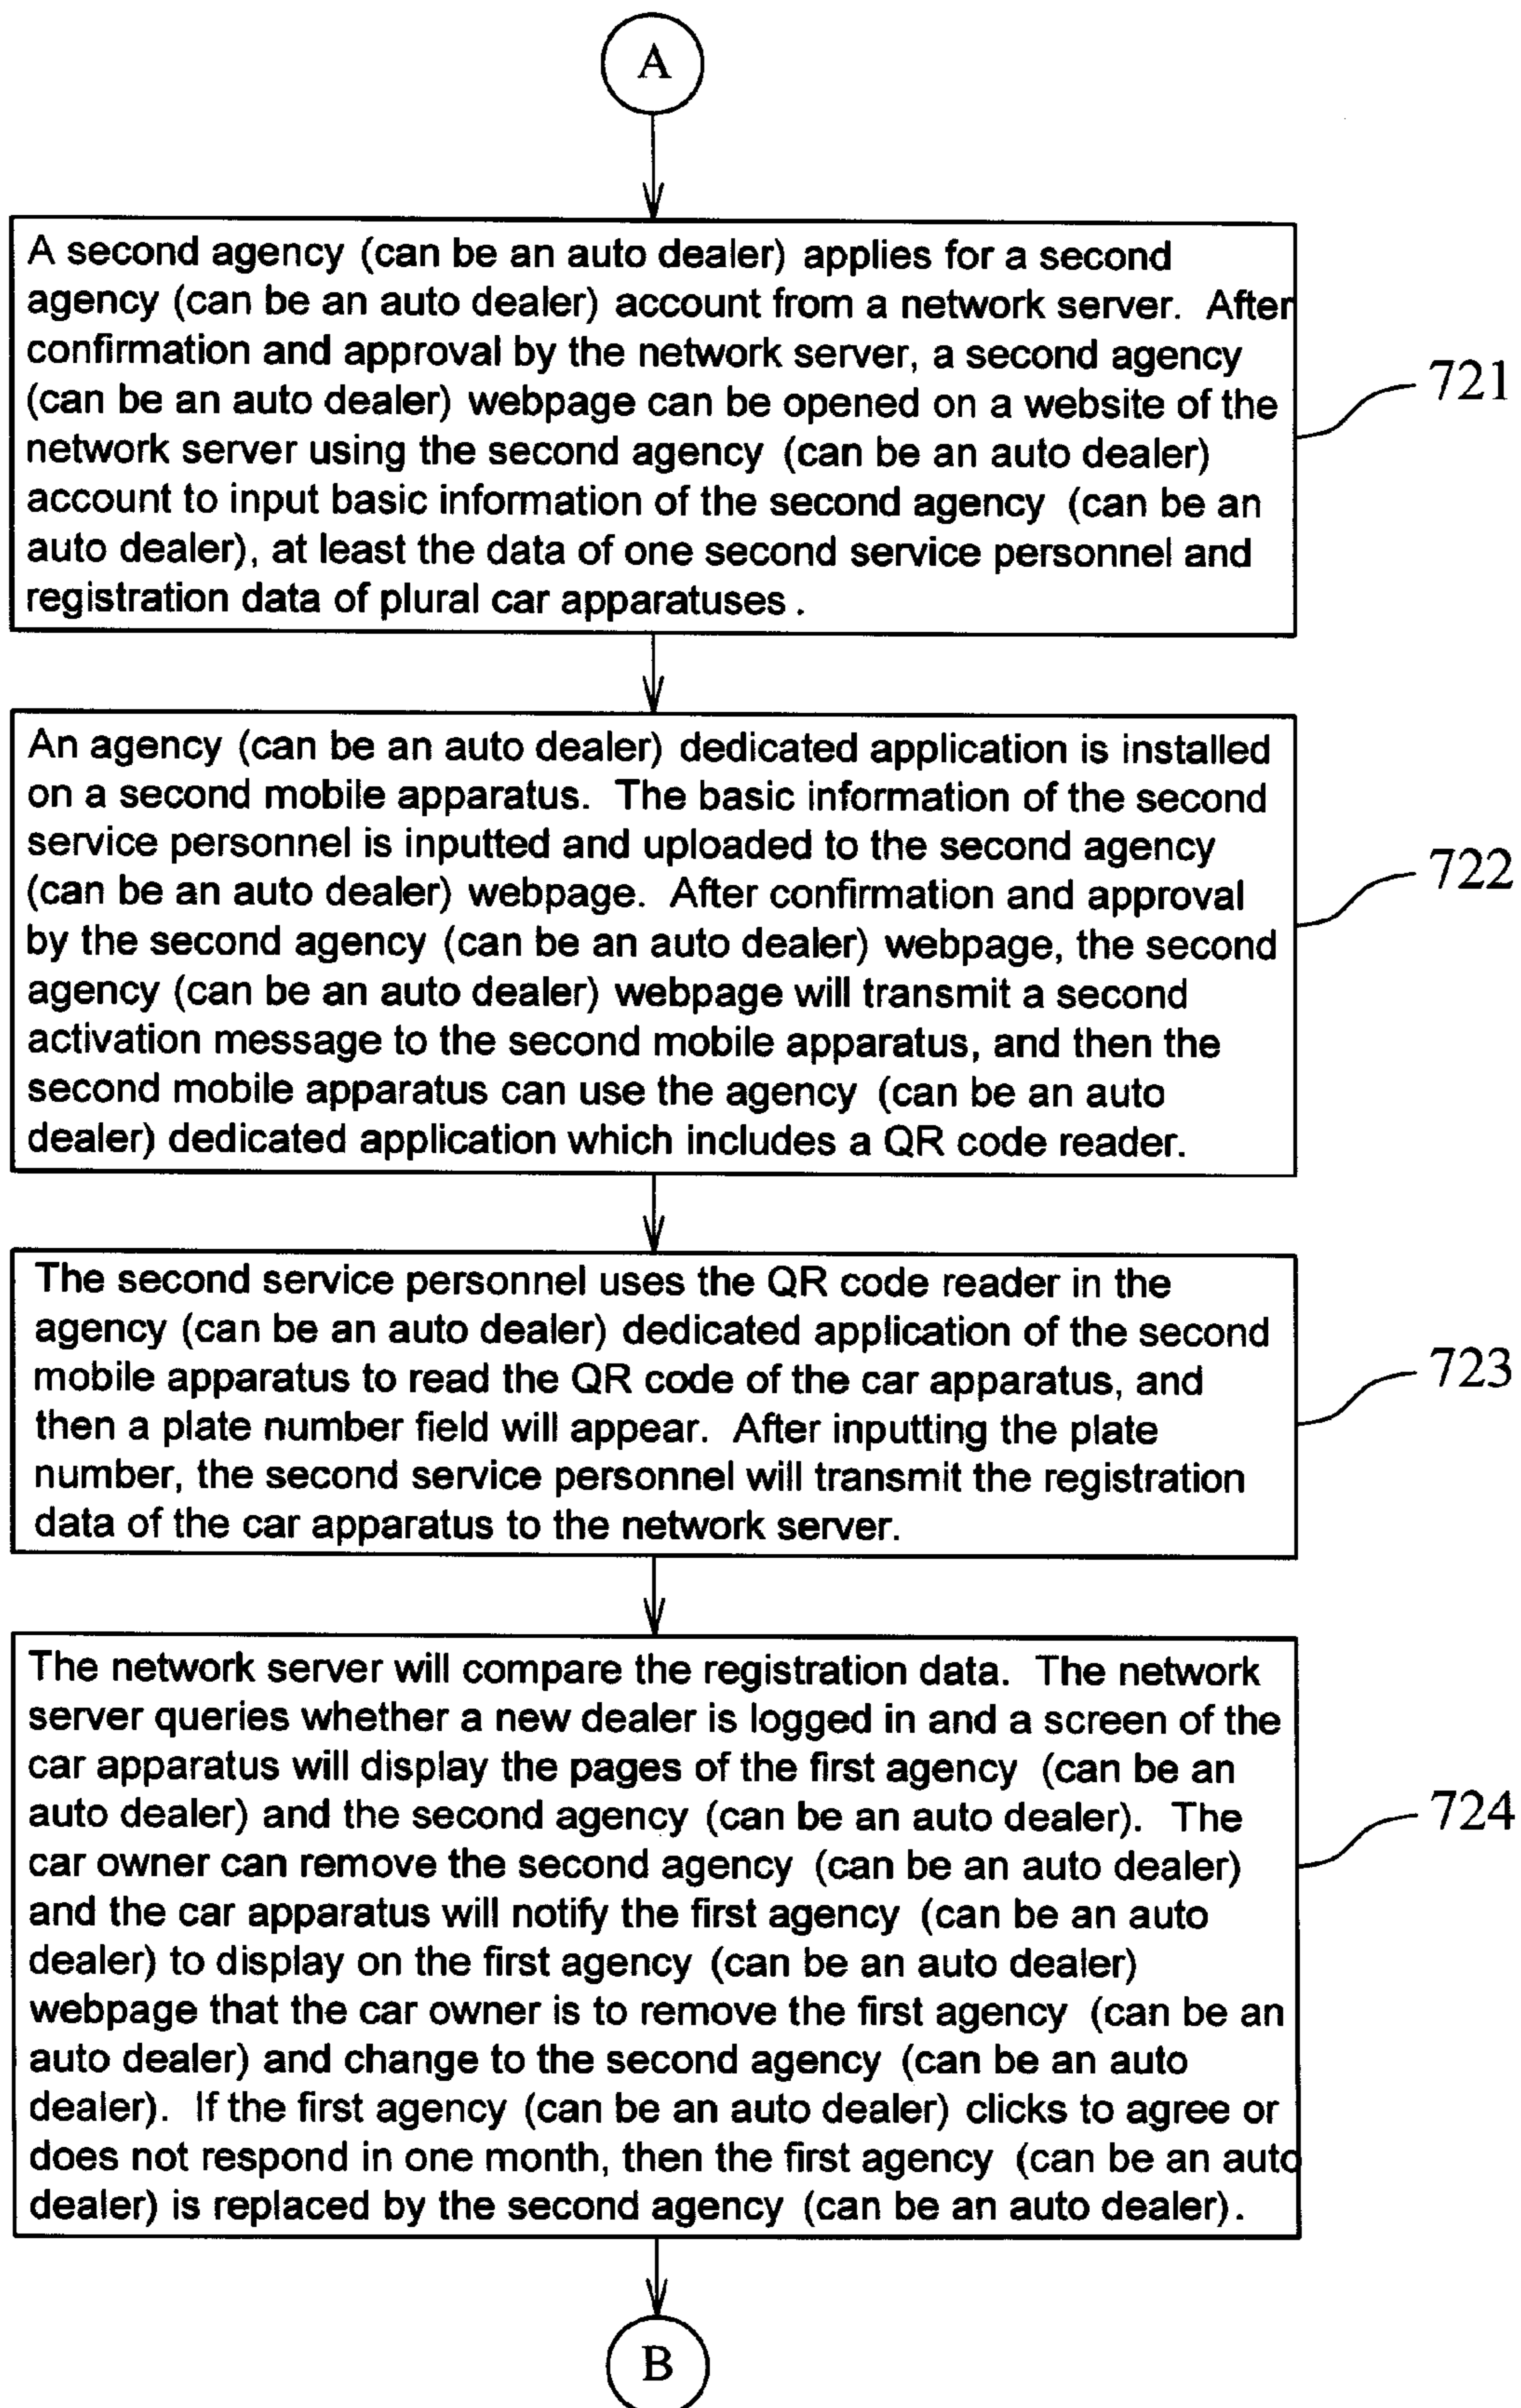 A
A second agency (can be an auto dealer) applies for a second
agency (can be an auto dealer) account from a network server. After
confirmation and approval by the network server, a second agency
(can be an auto dealer) webpage can be opened on a website of the
network server using the second agency (can be an auto dealer)
account to input basic information of the second agency (can be an
auto dealer), at least the data of one second service personnel and
registration data of plural car apparatuses.
721
An agency (can be an auto dealer) dedicated application is installed
on a second mobile apparatus. The basic information of the second
service personnel is inputted and uploaded to the second agency
(can be an auto dealer) webpage. After confirmation and approval
by the second agency (can be an auto dealer) webpage, the second
agency (can be an auto dealer) webpage will transmit a second
activation message to the second mobile apparatus, and then the
second mobile apparatus can use the agency (can be an auto
dealer) dedicated application which includes a QR code reader.
722
The second service personnel uses the QR code reader in the
agency (can be an auto dealer) dedicated application of the second
mobile apparatus to read the QR code of the car apparatus, and
then a plate number field will appear. After inputting the plate
number, the second service personnel will transmit the registration
data of the car apparatus to the network server.
723
The network server will compare the registration data. The network
server queries whether a new dealer is logged in and a screen of the
car apparatus will display the pages of the first agency (can be an
auto dealer) and the second agency (can be an auto dealer). The
car owner can remove the second agency (can be an auto dealer)
and the car apparatus will notify the first agency (can be an auto
dealer) to display on the first agency (can be an auto dealer)
webpage that the car owner is to remove the first agency (can be an
auto dealer) and change to the second agency (can be an auto
dealer). If the first agency (can be an auto dealer) clicks to agree or
does not respond in one month, then the first agency (can be an auto
dealer) is replaced by the second agency (can be an auto dealer).
724
B